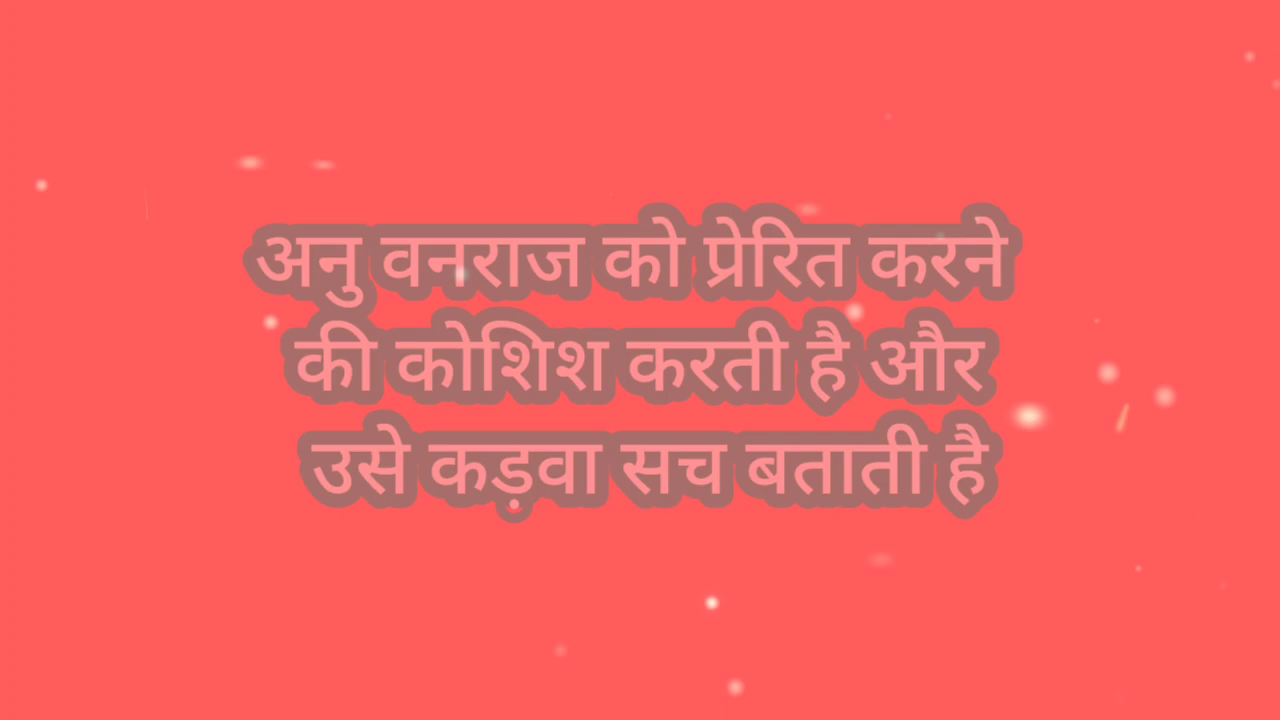 अनु वनराज को प्रेरित करने
की कोशिश करती है और
उसे कड़वा सच बताती है